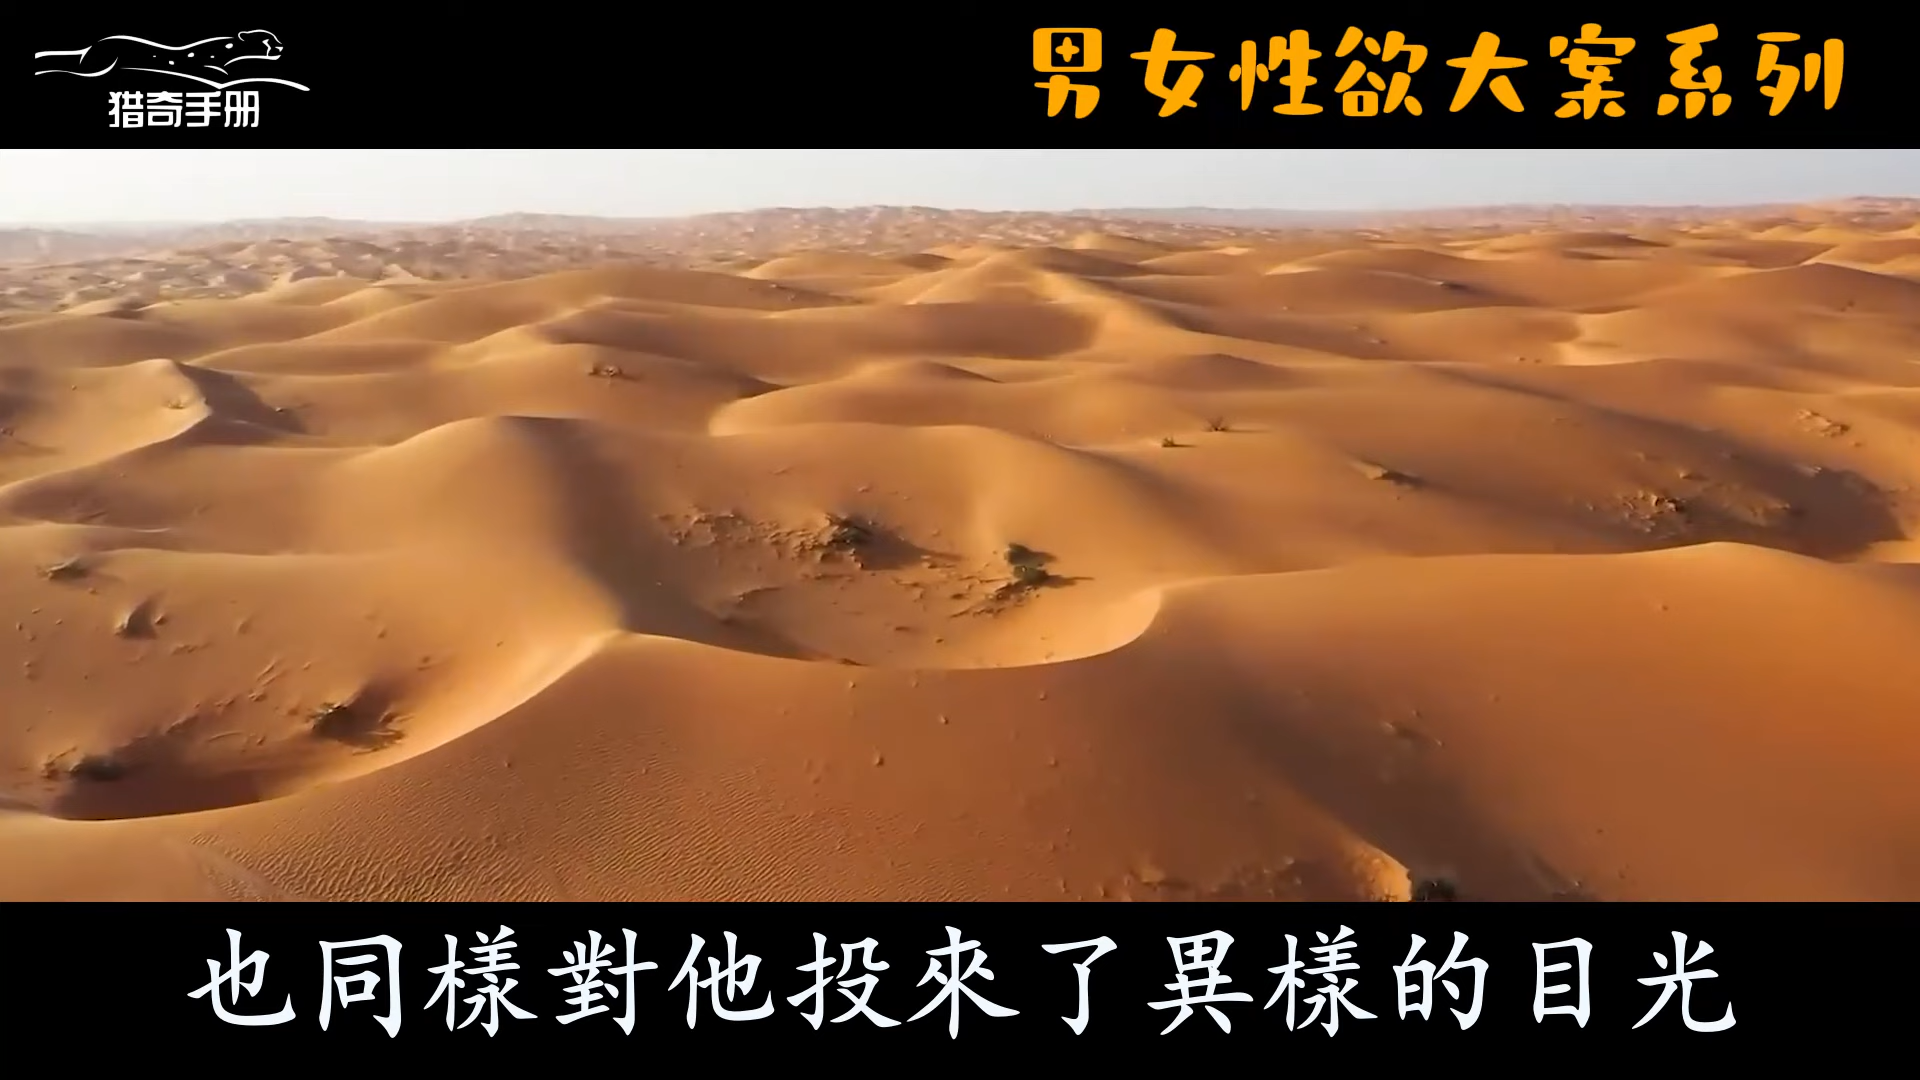 猎奇手册
男女性欲大案系列
也同樣對他投來了異樣的目光